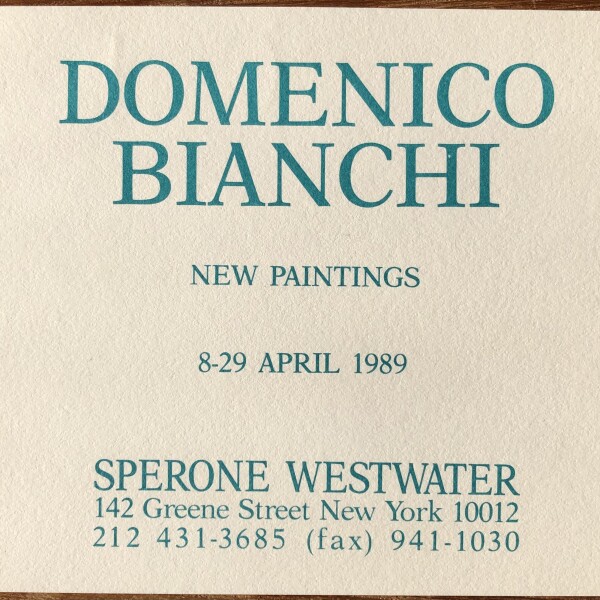 DOMENICO
BIANCHI
NEW PAINTINGS
8-29 APRIL 1989
SPERONE WESTWATER
142 Greene Street New York 10012
212 431-3685 (fax) 941-1030